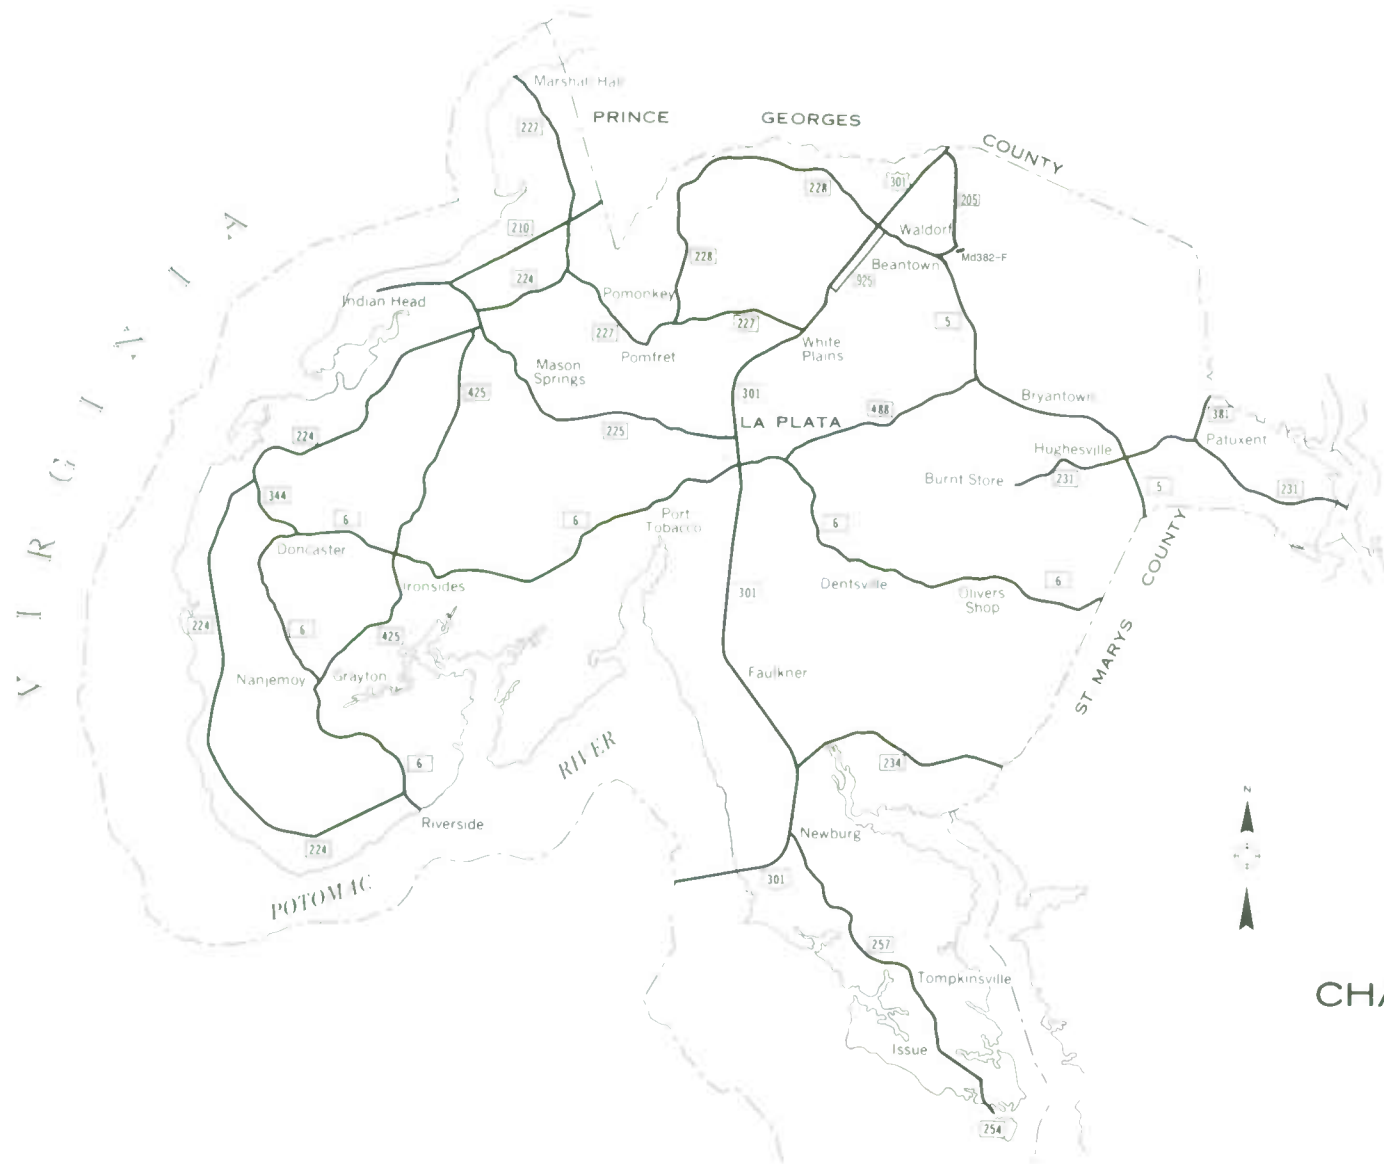 Marshall Hall
PRINCE GEORGES COUNTY
227
228
301
205
210
Waldorf
Md382-F
228
Beantown
224
925
Indian Head
Pomonkey
227
227
5
Pomfret
White
Plains
Mason
Springs
301
425
488
Bryantown
381
LA PLATA
224
225
Hughesville
Patuxent
Burnt Store
231
5
231
344
6
6
Port
Tobacco
6
Doncaster
Ironsides
Dentsville
Olivers
Shop
6
301
224
6
425
ST MARYS COUNTY
Nanjemoy
Grayton
Faulkner
VIRGINIA
6
RIVER
234
Riverside
Newburg
N
224
POTOMAC
301
257
Tompkinsville
CHA
Issue
254